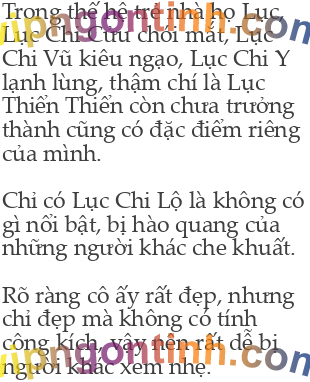 Trong thế hệ trẻ nhà họ Lục,
Lục Chi Cửu chói mắt, Lục
Chi Vũ kiêu ngạo, Lục Chi Y
lạnh lùng, thậm chí là Lục
Thiển Thiển còn chưa trưởng
thành cũng có đặc điểm riêng
của mình.
Chỉ có Lục Chi Lộ là không có
gì nổi bật, bị hào quang của
những người khác che khuất.
Rõ ràng cô ấy rất đẹp, nhưng
chỉ đẹp mà không có tính
công kích, vậy nên rất dễ bị
người khác xem nhẹ.